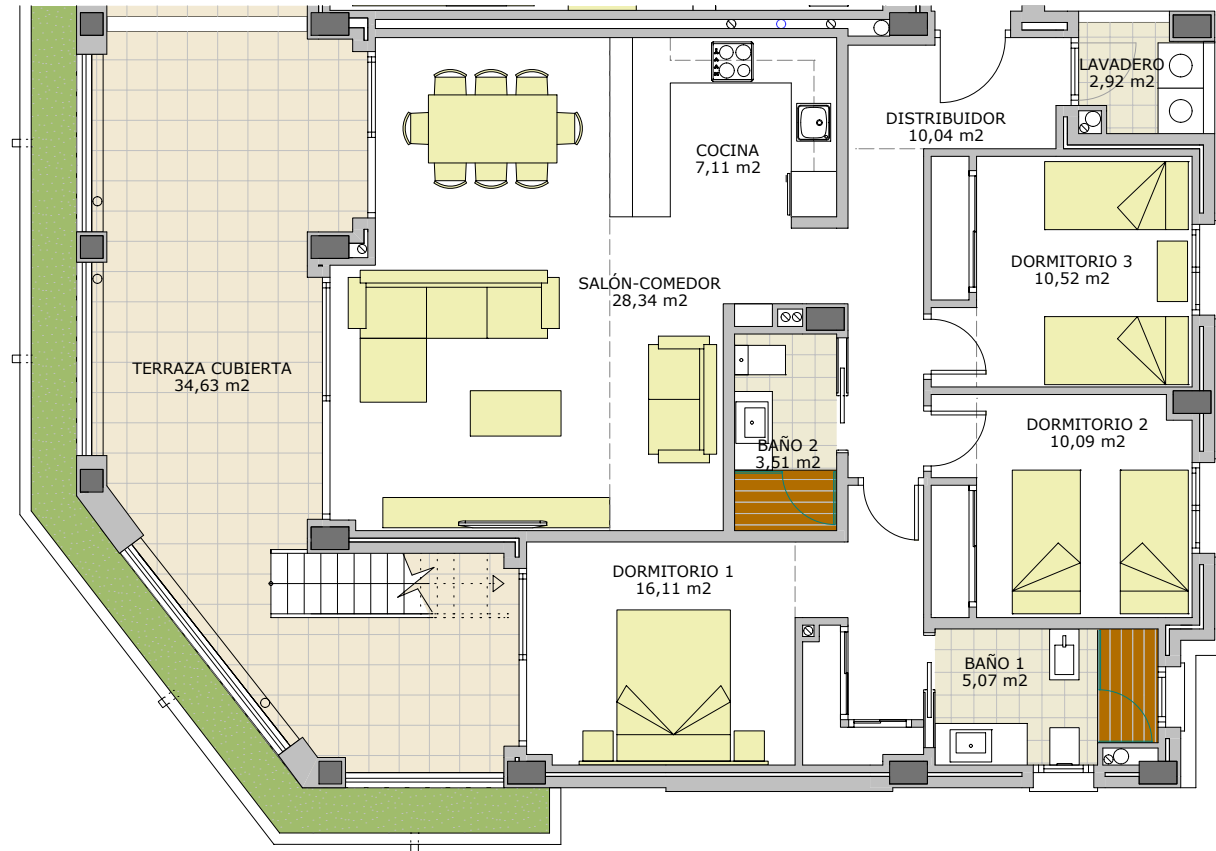 LAVADERO
2,92 m2
DISTRIBUIDOR
10,04 m2
COCINA
7,11 m2
DORMITORIO 3
10,52 m2
SALÓN-COMEDOR
28,34 m2
TERRAZA CUBIERTA
34,63 m2
DORMITORIO 2
10,09 m2
BAÑO 2
3,51 m2
DORMITORIO 1
16,11 m2
BAÑO 1
5,07 m2